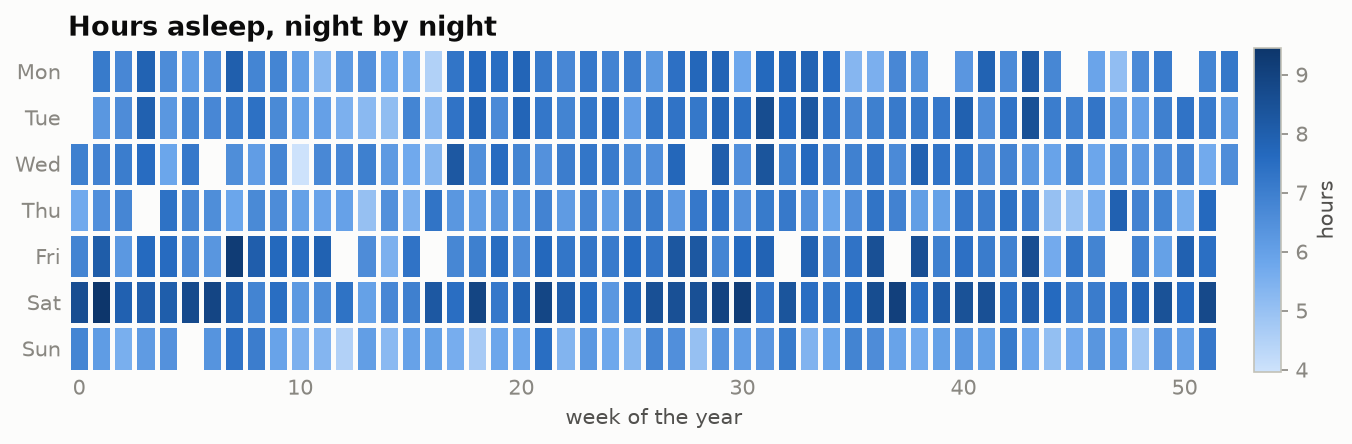 Hours asleep, night by night
Mon
Tue
Wed
Thu
Fri
Sat
Sun
0 10 20 30 40 50
week of the year
9
8
7
6
5
4
hours